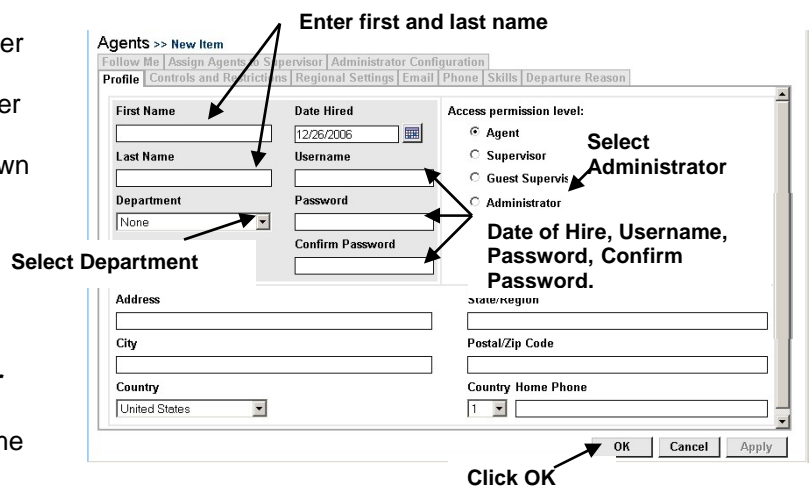 Enter first and last name
er
er
wn
.
ne
Agents >> New Item
Follow Me Assign Agents to Supervisor Administrator Configuration
Profile Controls and Restrictions Regional Settings Email Phone Skills Departure Reason
First Name
Date Hired
Access permission level:
12/26/2006
Agent
Select
Administrator
Last Name
Username
Supervisor
Guest Supervis
Department
Password
Administrator
None
Date of Hire, Username,
Password, Confirm
Password.
Confirm Password
Select Department
Address
State/Region
City
Postal/Zip Code
Country
Country Home Phone
United States
1
OK Cancel Apply
Click OK